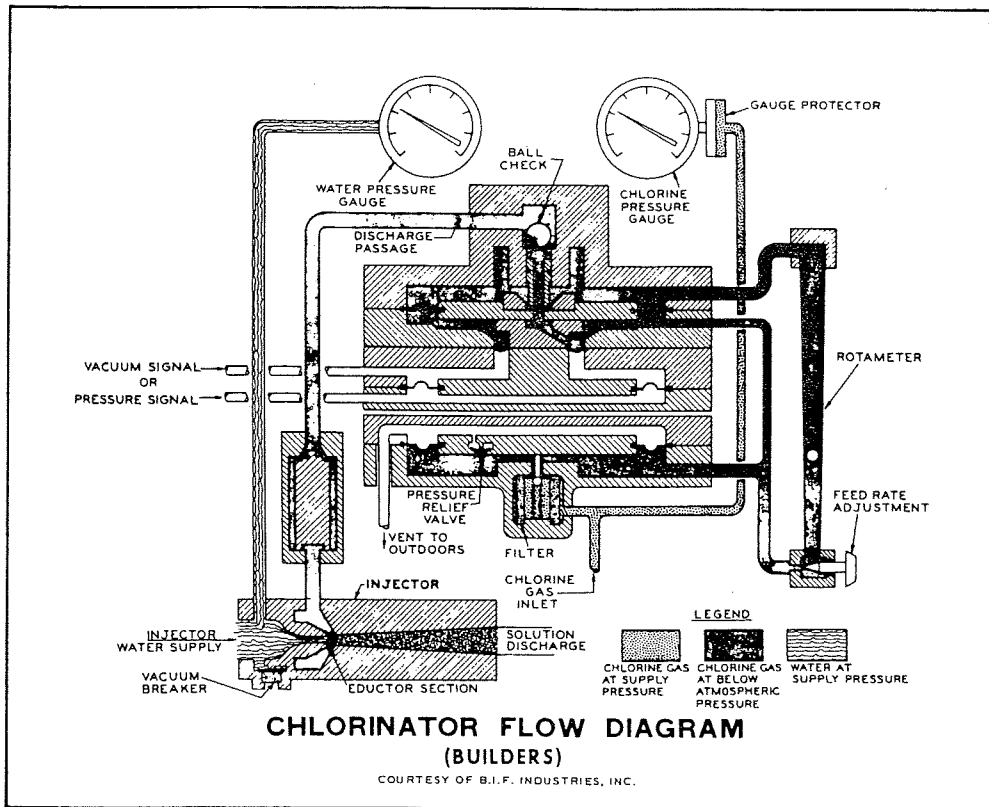 GAUGE PROTECTOR
BALL
CHECK
WATER PRESSURE
GAUGE
CHLORINE
PRESSURE
GAUGE
DISCHARGE
PASSAGE
VACUUM SIGNAL
OR
PRESSURE SIGNAL
ROTAMETER
PRESSURE
RELIEF
VALVE
FEED RATE
ADJUSTMENT
VENT TO
OUTDOORS
FILTER
CHLORINE
GAS
INLET
INJECTOR
INJECTOR
WATER SUPPLY
SOLUTION
DISCHARGE
VACUUM
BREAKER
EDUCTOR SECTION
LEGEND
CHLORINE GAS
AT SUPPLY
PRESSURE
CHLORINE GAS
AT BELOW
ATMOSPHERIC
PRESSURE
WATER AT
SUPPLY PRESSURE
CHLORINATOR FLOW DIAGRAM
(BUILDERS)
COURTESY OF B.I.F. INDUSTRIES, INC.